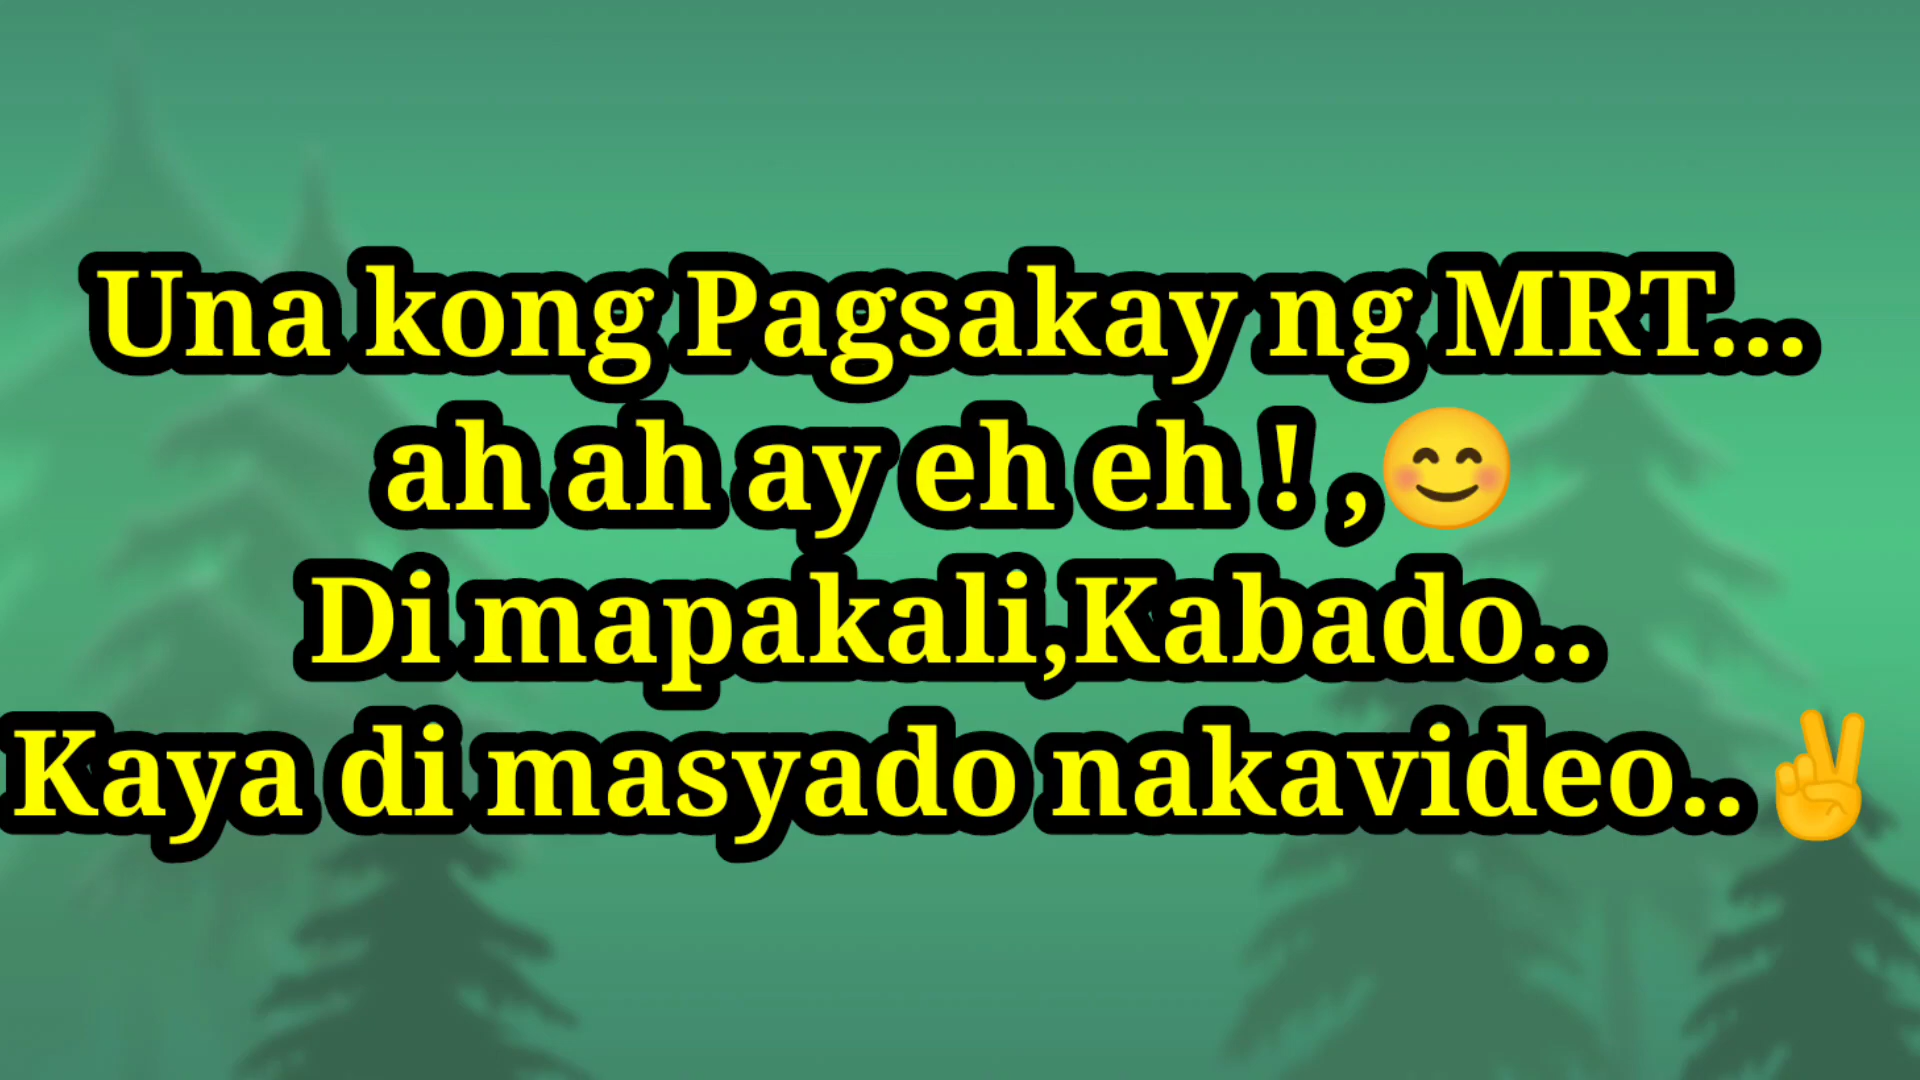 Una kong Pagsakay ng MRT...
ah ah ay eh eh ! ,😊
Di mapakali,Kabado..
Kaya di masyado nakavideo..✌